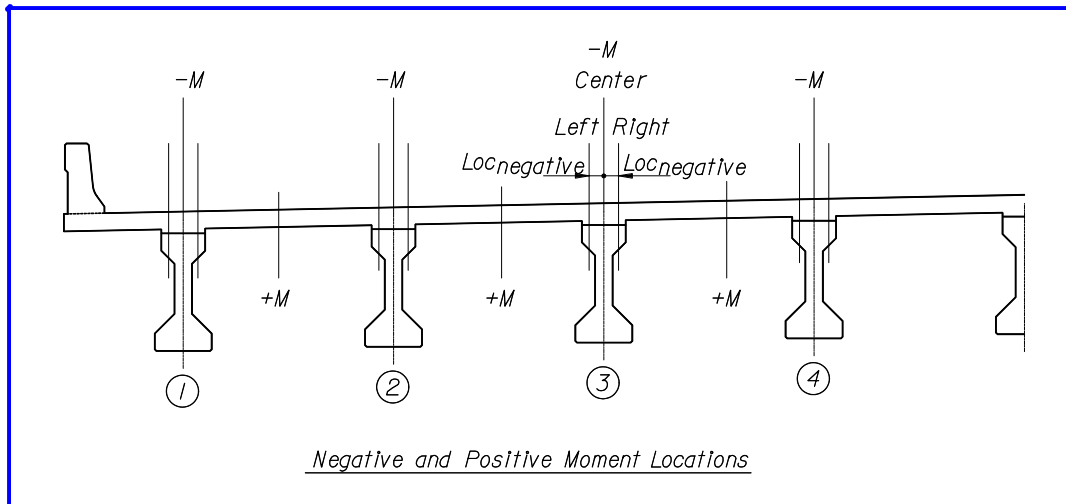 -M
-M -M Center -M
Left Right
Locnegative Locnegative
+M +M +M
1 2 3 4
Negative and Positive Moment Locations